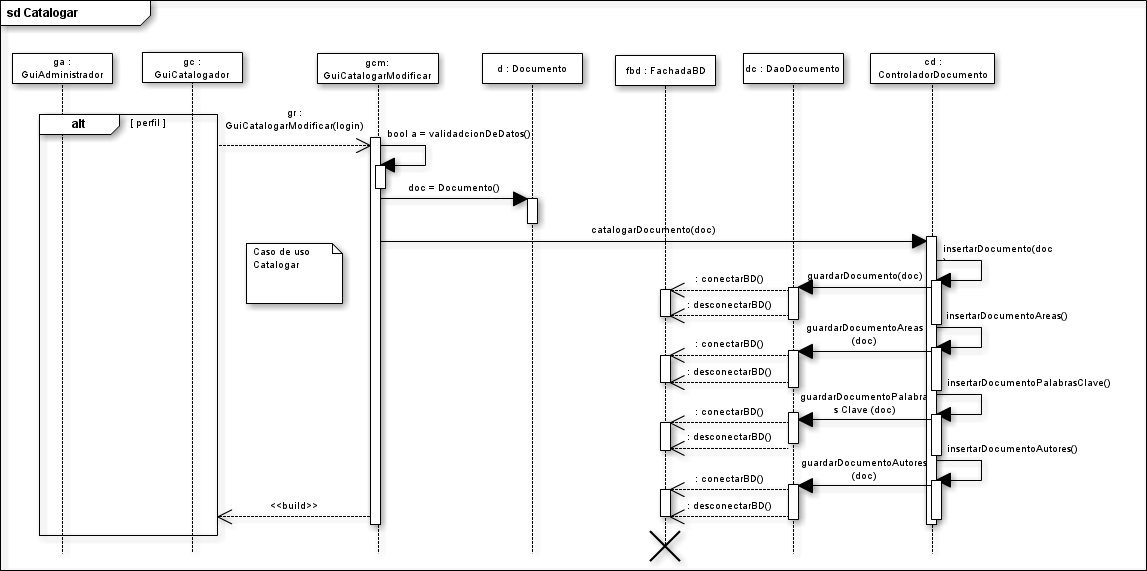 sd Catalogar
ga :
GuiAdministrador
gc :
GuiCatalogador
gcm:
GuiCatalogarModificar
d : Documento
fbd : FachadaBD
dc : DaoDocumento
cd :
ControladorDocumento
alt
[ perfil ]
gr :
GuiCatalogarModificar(login)
bool a = validadcionDeDatos()
doc = Documento()
catalogarDocumento(doc)
Caso de uso
Catalogar
insertarDocumento(doc
: conectarBD()
guardarDocumento(doc)
: desconectarBD()
insertarDocumentoAreas()
guardarDocumentoAreas
(doc)
: conectarBD()
: desconectarBD()
insertarDocumentoPalabrasClave()
guardarDocumentoPalabra
s Clave (doc)
: conectarBD()
: desconectarBD()
insertarDocumentoAutores()
guardarDocumentoAutores
(doc)
: conectarBD()
: desconectarBD()
<<build>>